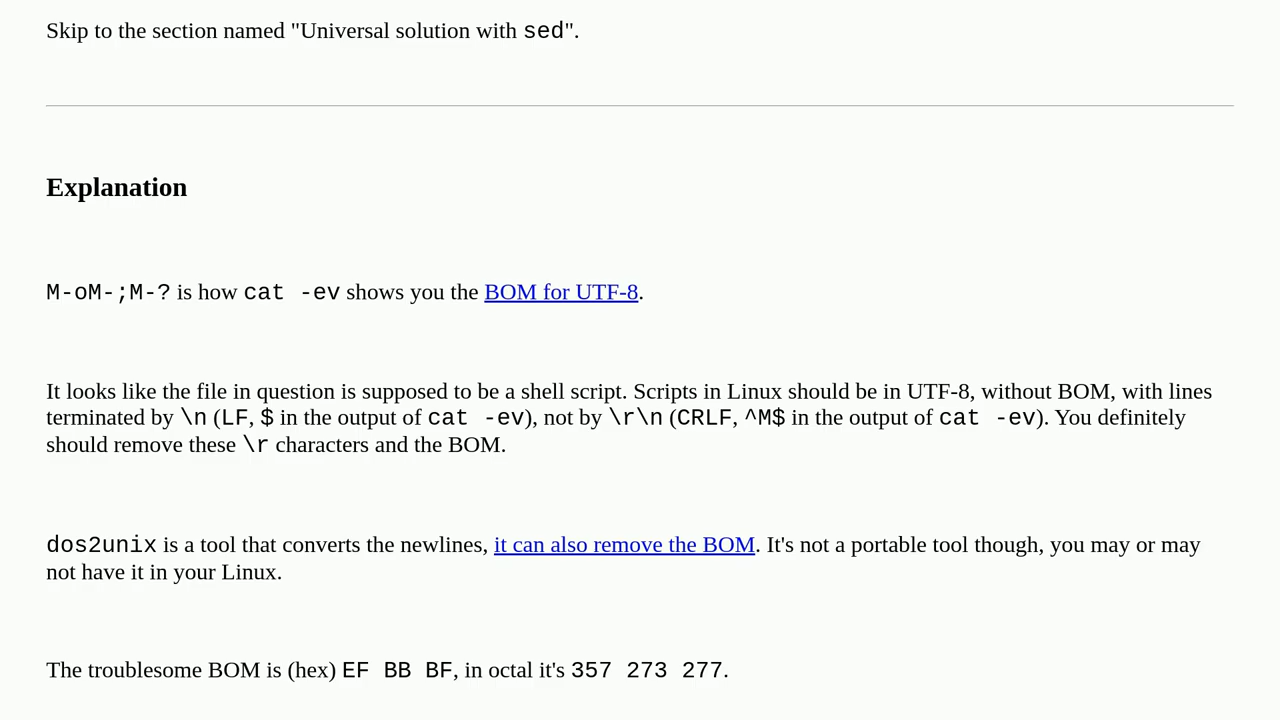 Skip to the section named "Universal solution with sed".
Explanation
M-oM-;M-? is how cat -ev shows you the BOM for UTF-8.
It looks like the file in question is supposed to be a shell script. Scripts in Linux should be in UTF-8, without BOM, with lines
terminated by \n (LF, $ in the output of cat -ev), not by \r\n (CRLF, ^M$ in the output of cat -ev). You definitely
should remove these \r characters and the BOM.
dos2unix is a tool that converts the newlines, it can also remove the BOM. It's not a portable tool though, you may or may
not have it in your Linux.
The troublesome BOM is (hex) EF BB BF, in octal it's 357 273 277.